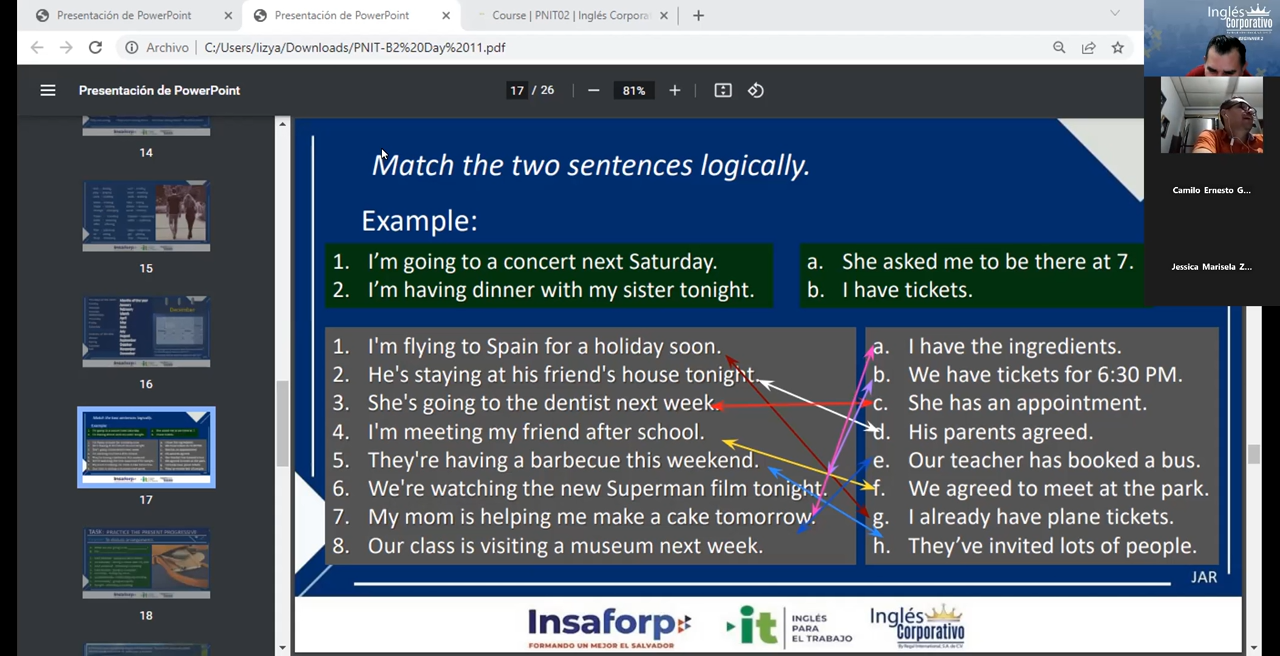 Presentación de PowerPoint
Presentación de PowerPoint
Course | PNIT02 | Inglés Corpora
Archivo
C:/Users/lizya/Downloads/PNIT-B2%20Day%2011.pdf
Presentación de PowerPoint
17 / 26
81%
14
15
16
17
18
Match the two sentences logically.
Example:
1. I'm going to a concert next Saturday.
2. I'm having dinner with my sister tonight.
a. She asked me to be there at 7.
b. I have tickets.
1. I'm flying to Spain for a holiday soon.
2. He's staying at his friend's house tonight.
3. She's going to the dentist next week.
4. I'm meeting my friend after school.
5. They're having a barbecue this weekend.
6. We're watching the new Superman film tonight.
7. My mom is helping me make a cake tomorrow.
8. Our class is visiting a museum next week.
a. I have the ingredients.
b. We have tickets for 6:30 PM.
c. She has an appointment.
d. His parents agreed.
e. Our teacher has booked a bus.
f. We agreed to meet at the park.
g. I already have plane tickets.
h. They've invited lots of people.
JAR
Insaforp
FORMANDO UN MEJOR EL SALVADOR
it
INGLÉS
PARA
EL TRABAJO
Inglés
Corporativo
Inglés
Corporativo
BEGINNER 2
Camilo Ernesto G...
Jessica Marisela Z...